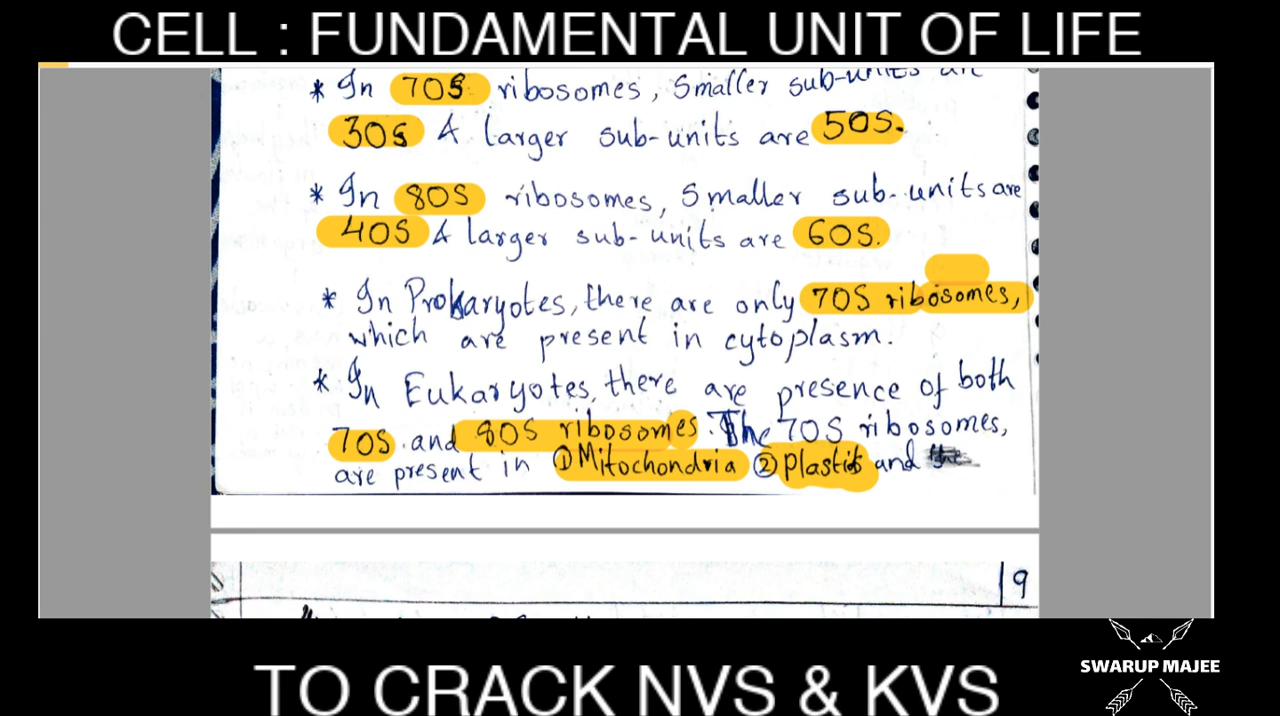 CELL : FUNDAMENTAL UNIT OF LIFE
* In 70S ribosomes, Smaller sub-units are
30S & larger sub-units are 50S.
* In 80S ribosomes, Smaller sub-units are
40S & larger sub-units are 60S.
* In Prokaryotes, there are only 70S ribosomes,
which are present in cytoplasm.
* In Eukaryotes, there are presence of both
70S and 80S ribosomes. The 70S ribosomes,
are present in ① Mitochondria ② plastids and
19
TO CRACK NVS & KVS
SWARUP MAJEE